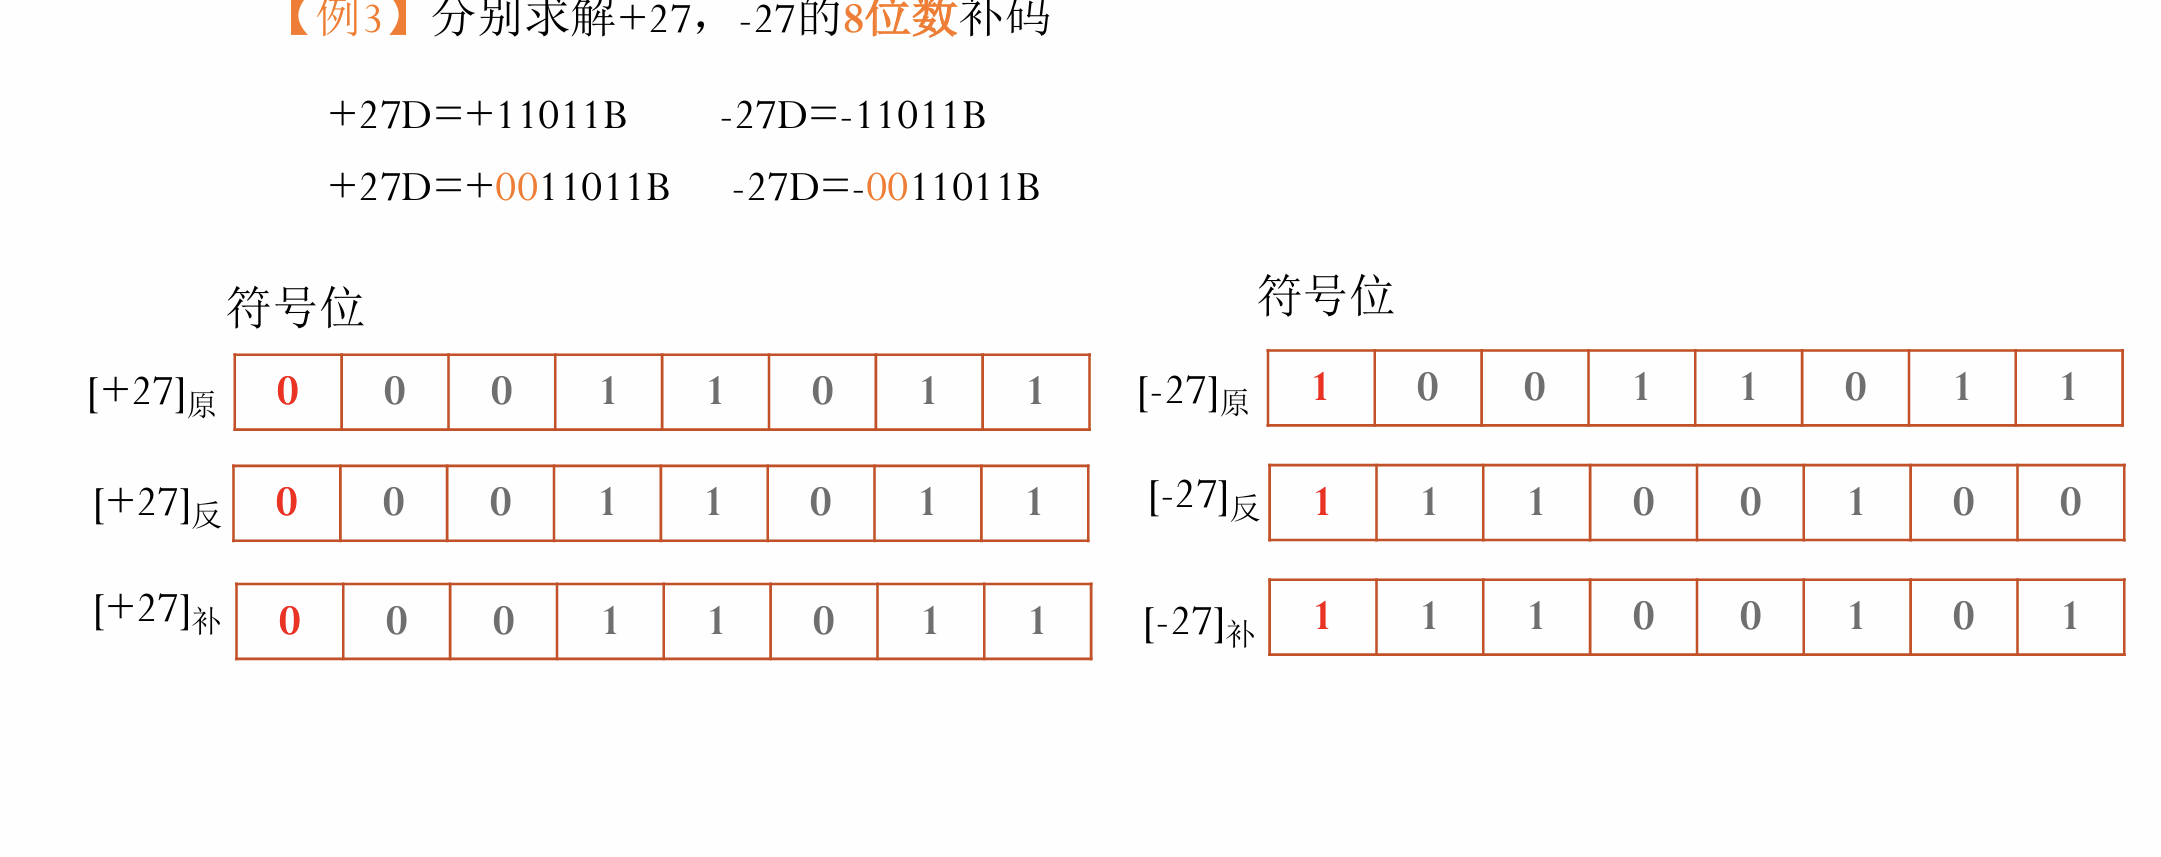 【例3】分别求解+27，-27的8位数补码
+27D=+11011B -27D=-11011B
+27D=+0011011B -27D=-0011011B
符号位
[+27]原 0 0 0 1 1 0 1 1
[+27]反 0 0 0 1 1 0 1 1
[+27]补 0 0 0 1 1 0 1 1
符号位
[-27]原 1 0 0 1 1 0 1 1
[-27]反 1 1 1 0 0 1 0 0
[-27]补 1 1 1 0 0 1 0 1